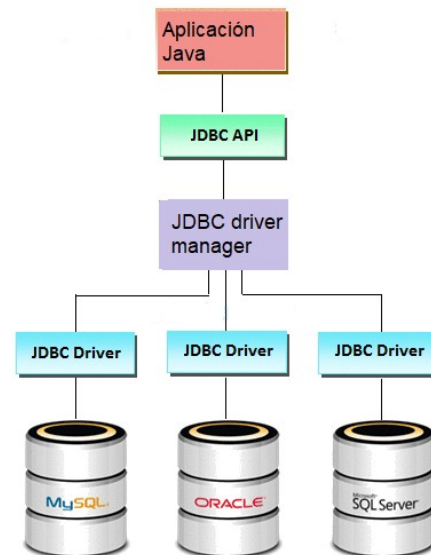 Aplicación
Java
JDBC API
JDBC driver
manager
JDBC Driver
JDBC Driver
JDBC Driver
MySQL
ORACLE
Microsoft
SQL Server